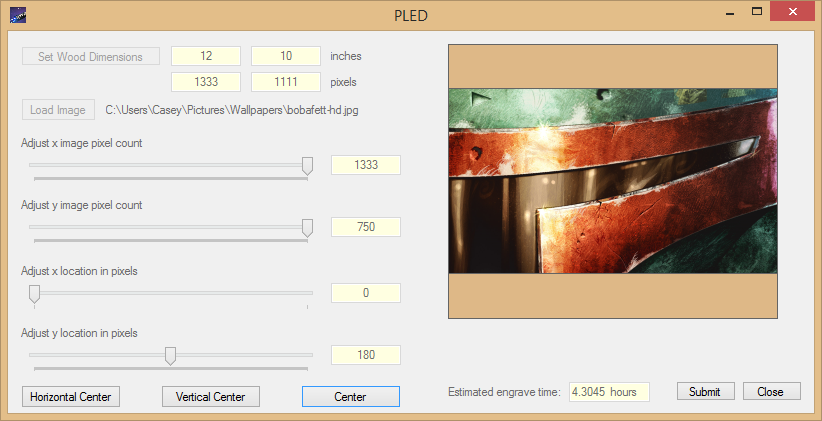 PLED
Set Wood Dimensions 12 10 inches
1333 1111 pixels
Load Image C:\Users\Casey\Pictures\Wallpapers\bobafett-hd.jpg
Adjust x image pixel count
1333
Adjust y image pixel count
750
Adjust x location in pixels
0
Adjust y location in pixels
180
Horizontal Center Vertical Center Center
Estimated engrave time: 4.3045 hours Submit Close